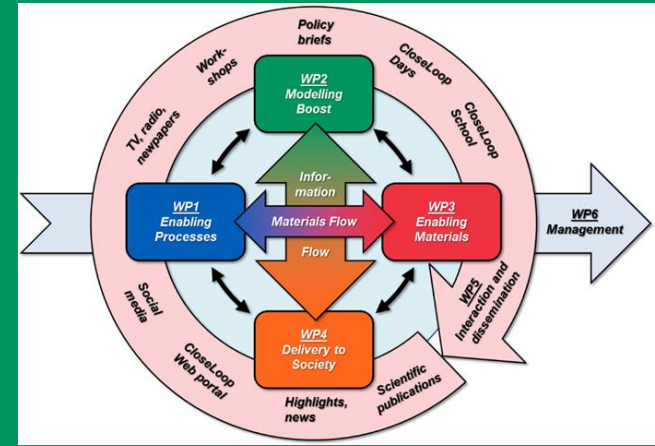 Policy
briefs
Work-
shops
CloseLoop
Days
TV, radio,
newpapers
CloseLoop
School
WP2
Modelling
Boost
Infor-
mation
WP1
Enabling
Processes
Materials Flow
WP3
Enabling
Materials
WP6
Management
Flow
WP5
Interaction and
dissemination
Social
media
WP4
Delivery to
Society
CloseLoop
Web portal
Highlights,
news
Scientific
publications